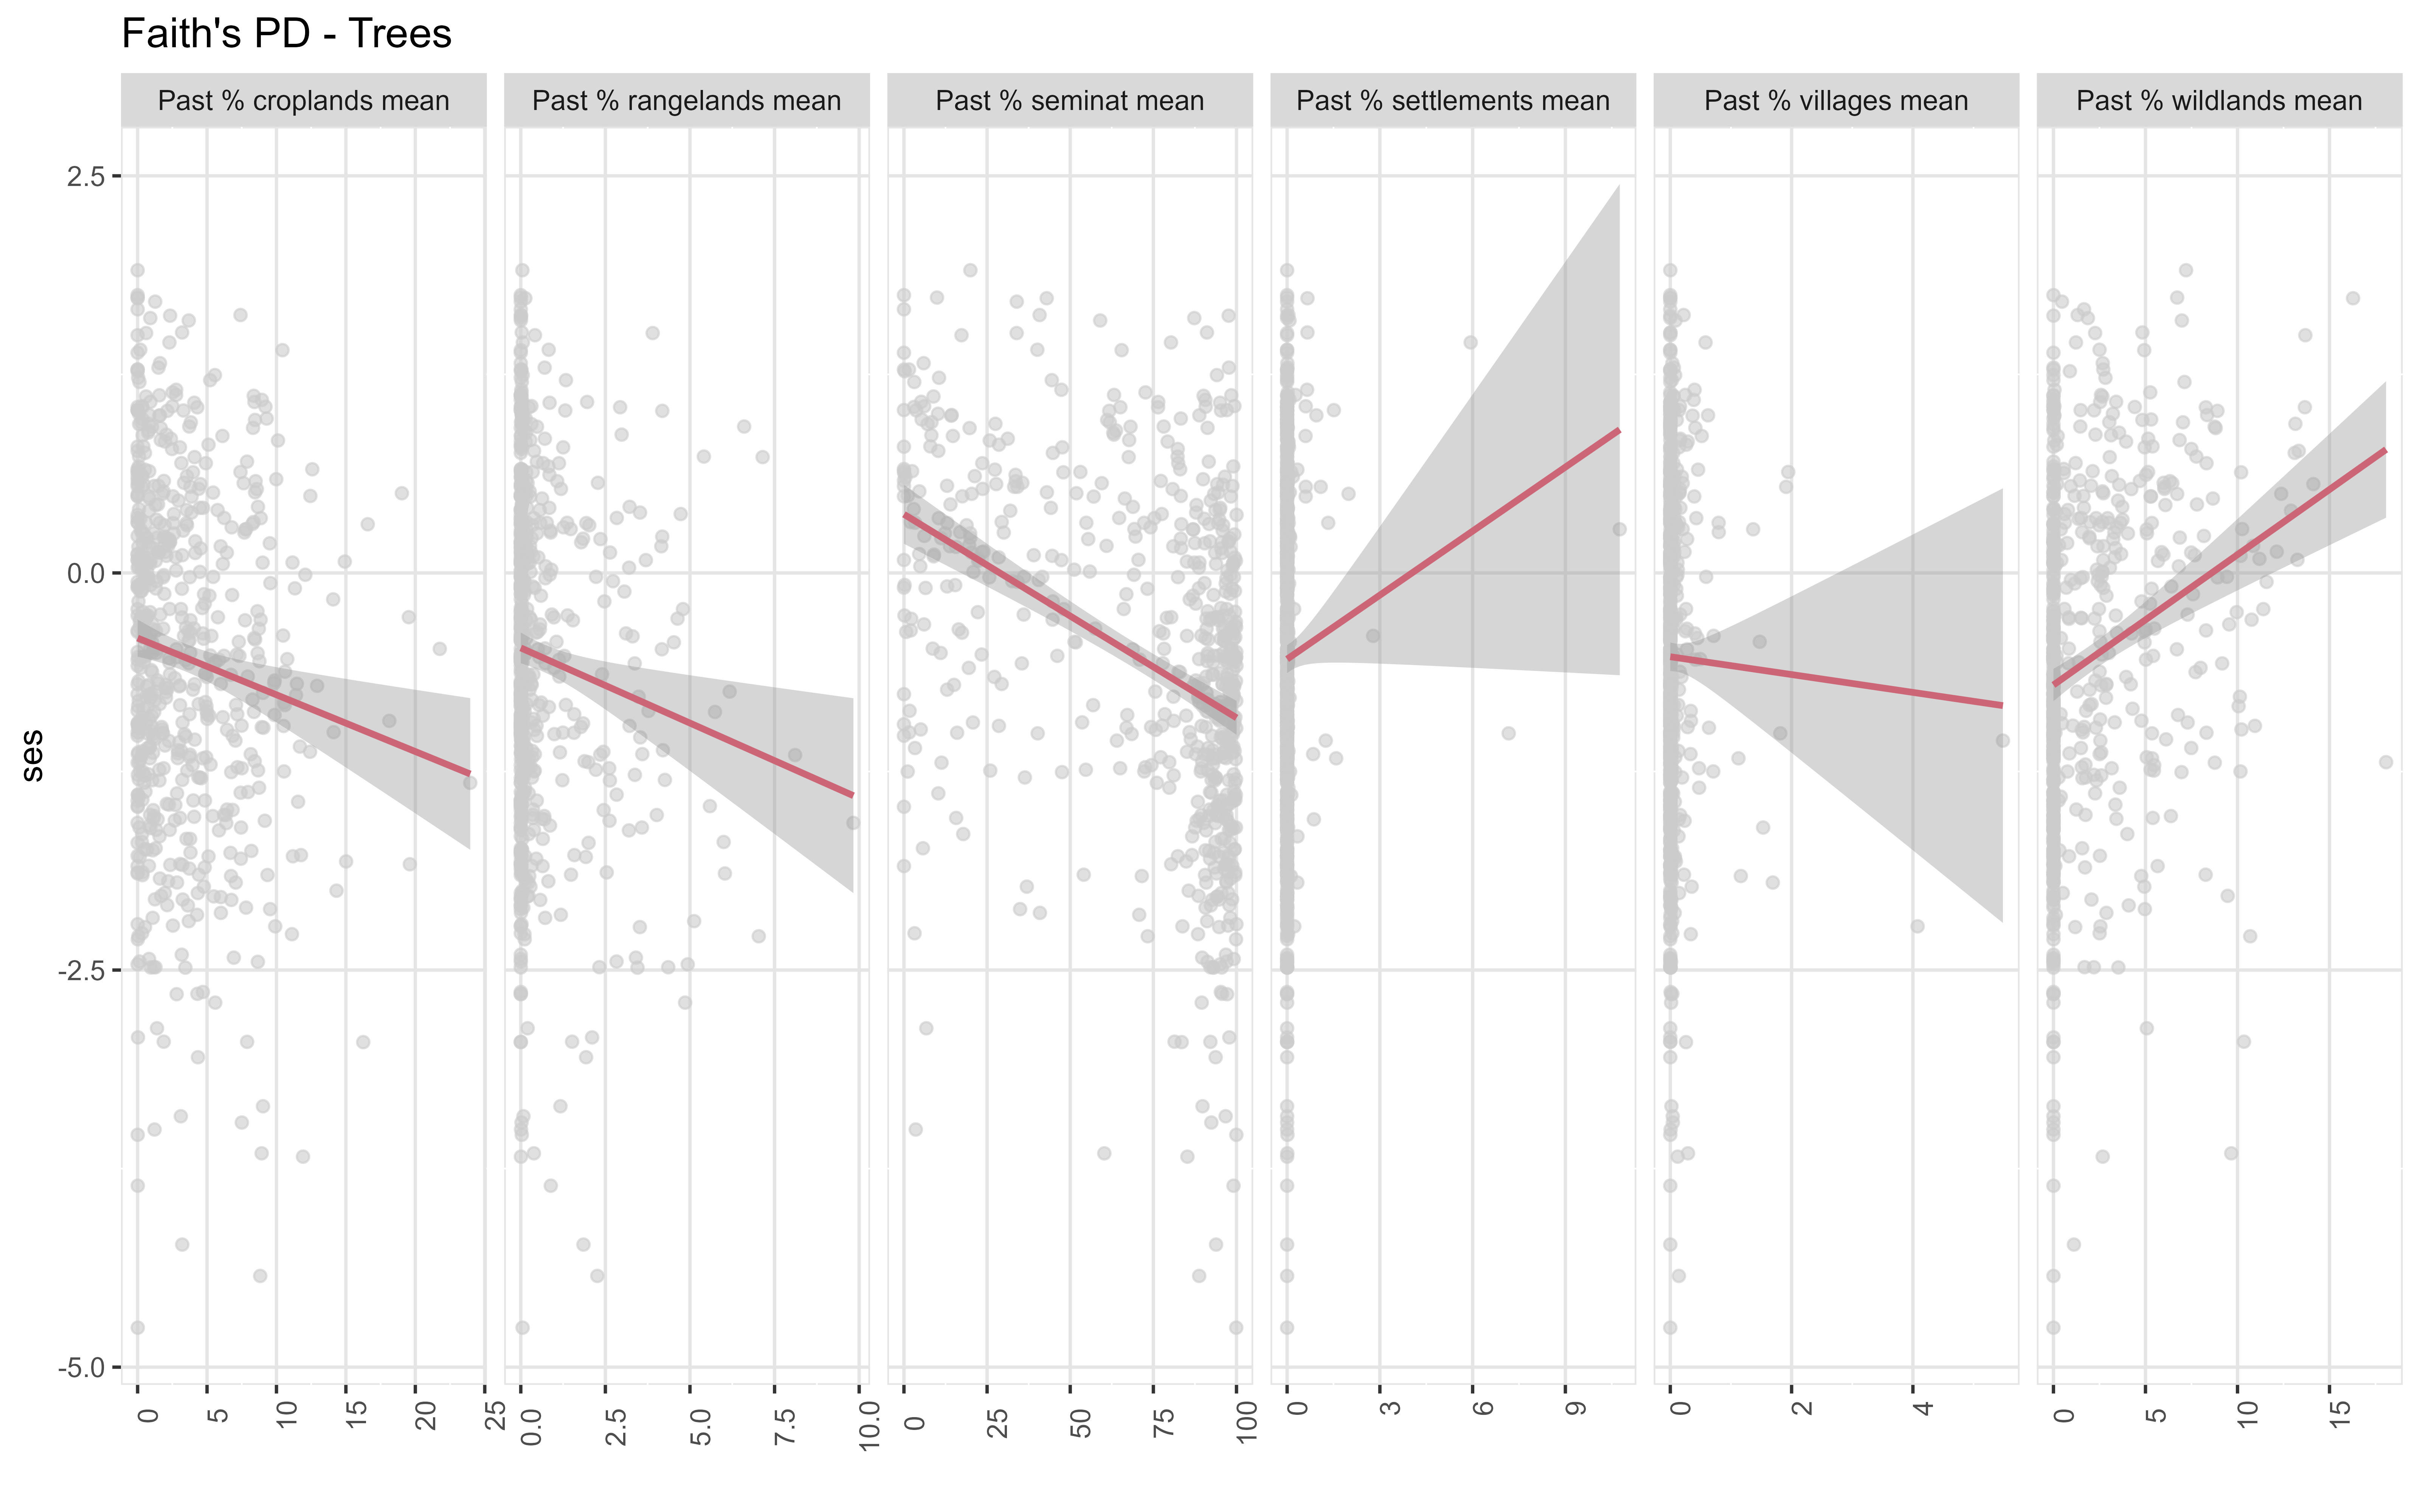 Faith's PD - Trees
Past % croplands mean
Past % rangelands mean
Past % seminat mean
Past % settlements mean
Past % villages mean
Past % wildlands mean
ses
2.5
0.0
-2.5
-5.0
0 5 10 15 20 25
0.0 2.5 5.0 7.5 10.0
0 25 50 75 100
0 3 6 9
0 2 4
0 5 10 15